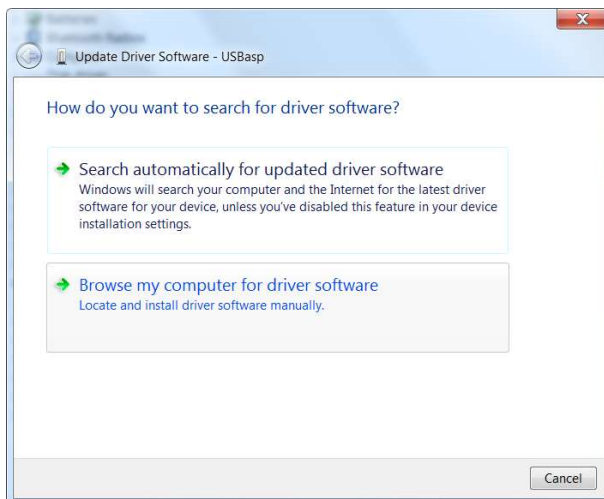 Batteries
Bluetooth Radios
Update Driver Software - USBasp
How do you want to search for driver software?
Search automatically for updated driver software
Windows will search your computer and the Internet for the latest driver
software for your device, unless you've disabled this feature in your device
installation settings.
Browse my computer for driver software
Locate and install driver software manually.
Cancel